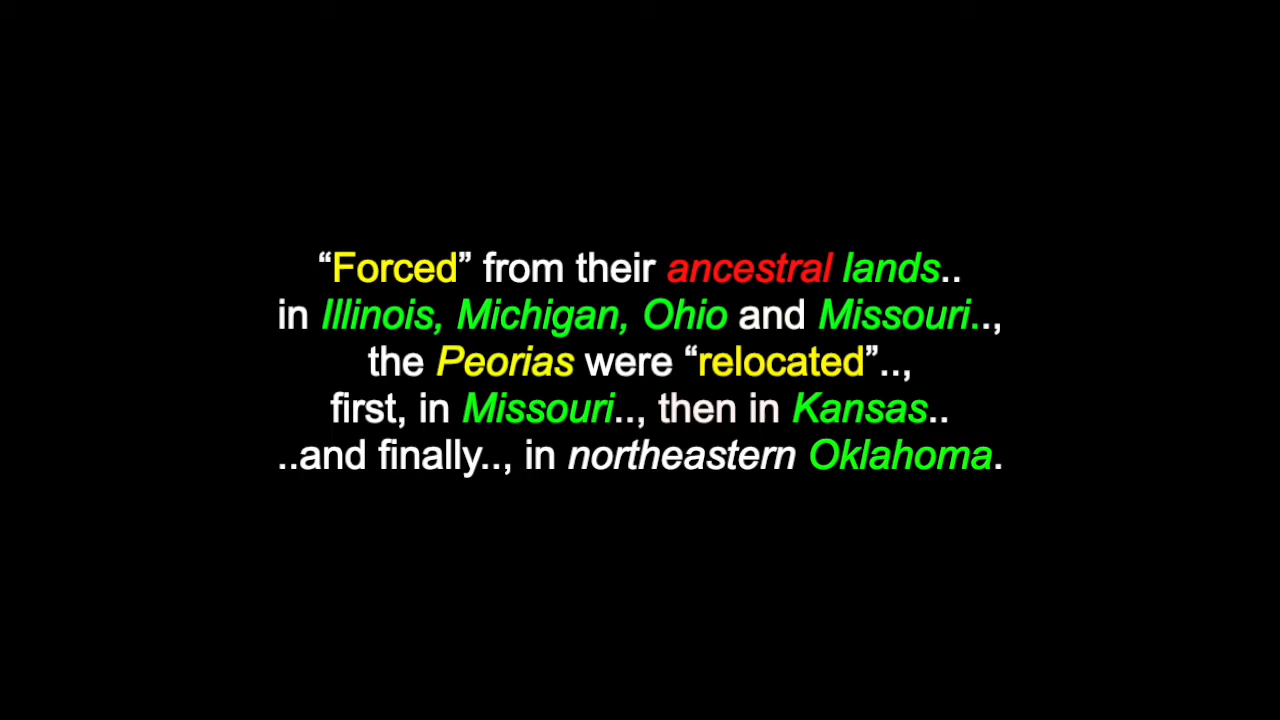 “Forced” from their ancestral lands..
in Illinois, Michigan, Ohio and Missouri..,
the Peorias were “relocated”..,
first, in Missouri.., then in Kansas..
..and finally.., in northeastern Oklahoma.